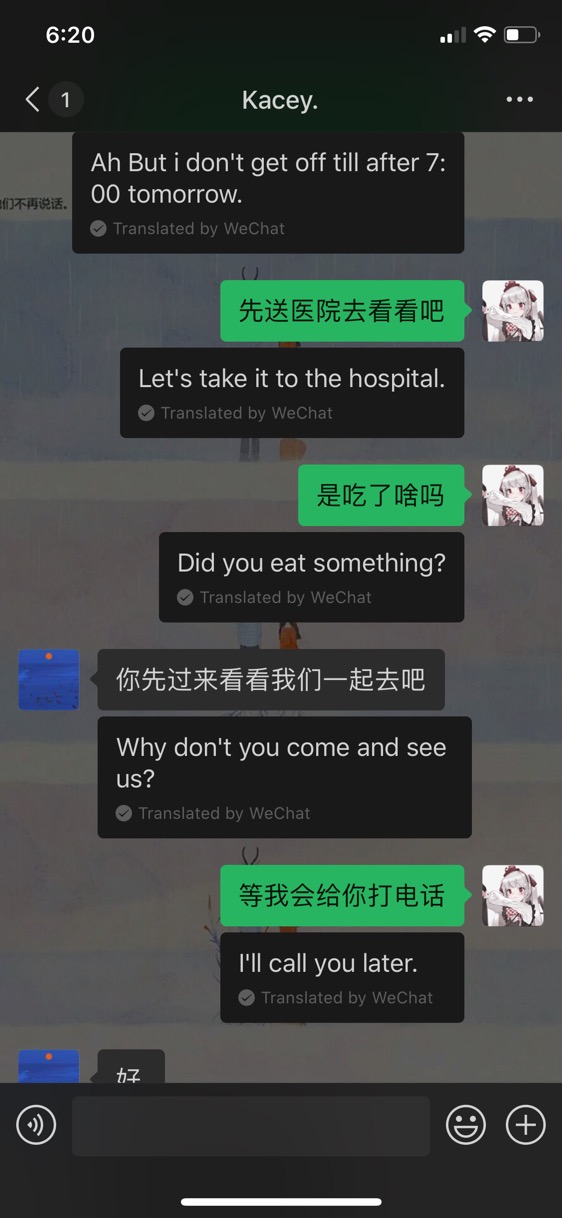 6:20
1
Kacey.
Ah But i don't get off till after 7:
00 tomorrow.
们不再说话。
Translated by WeChat
先送医院去看看吧
Let's take it to the hospital.
Translated by WeChat
是吃了啥吗
Did you eat something?
Translated by WeChat
你先过来看看我们一起去吧
Why don't you come and see
us?
Translated by WeChat
等我会给你打电话
I'll call you later.
Translated by WeChat
好